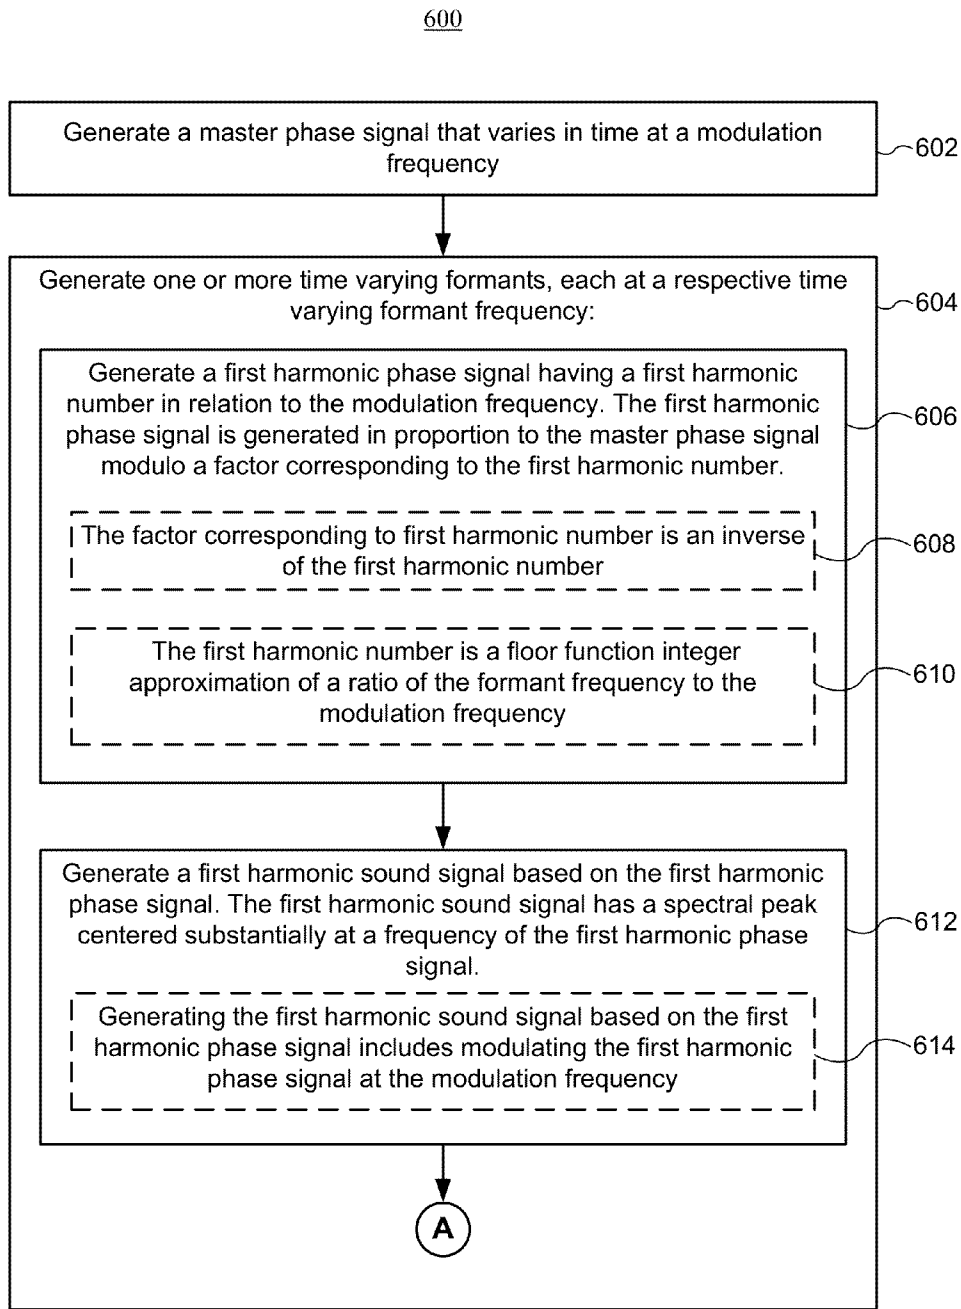 600
Generate a master phase signal that varies in time at a modulation
frequency
602
Generate one or more time varying formants, each at a respective time
varying formant frequency:
604
Generate a first harmonic phase signal having a first harmonic
number in relation to the modulation frequency. The first harmonic
phase signal is generated in proportion to the master phase signal
modulo a factor corresponding to the first harmonic number.
606
The factor corresponding to first harmonic number is an inverse
of the first harmonic number
608
The first harmonic number is a floor function integer
approximation of a ratio of the formant frequency to the
modulation frequency
610
Generate a first harmonic sound signal based on the first harmonic
phase signal. The first harmonic sound signal has a spectral peak
centered substantially at a frequency of the first harmonic phase
signal.
612
Generating the first harmonic sound signal based on the first
harmonic phase signal includes modulating the first harmonic
phase signal at the modulation frequency
614
A